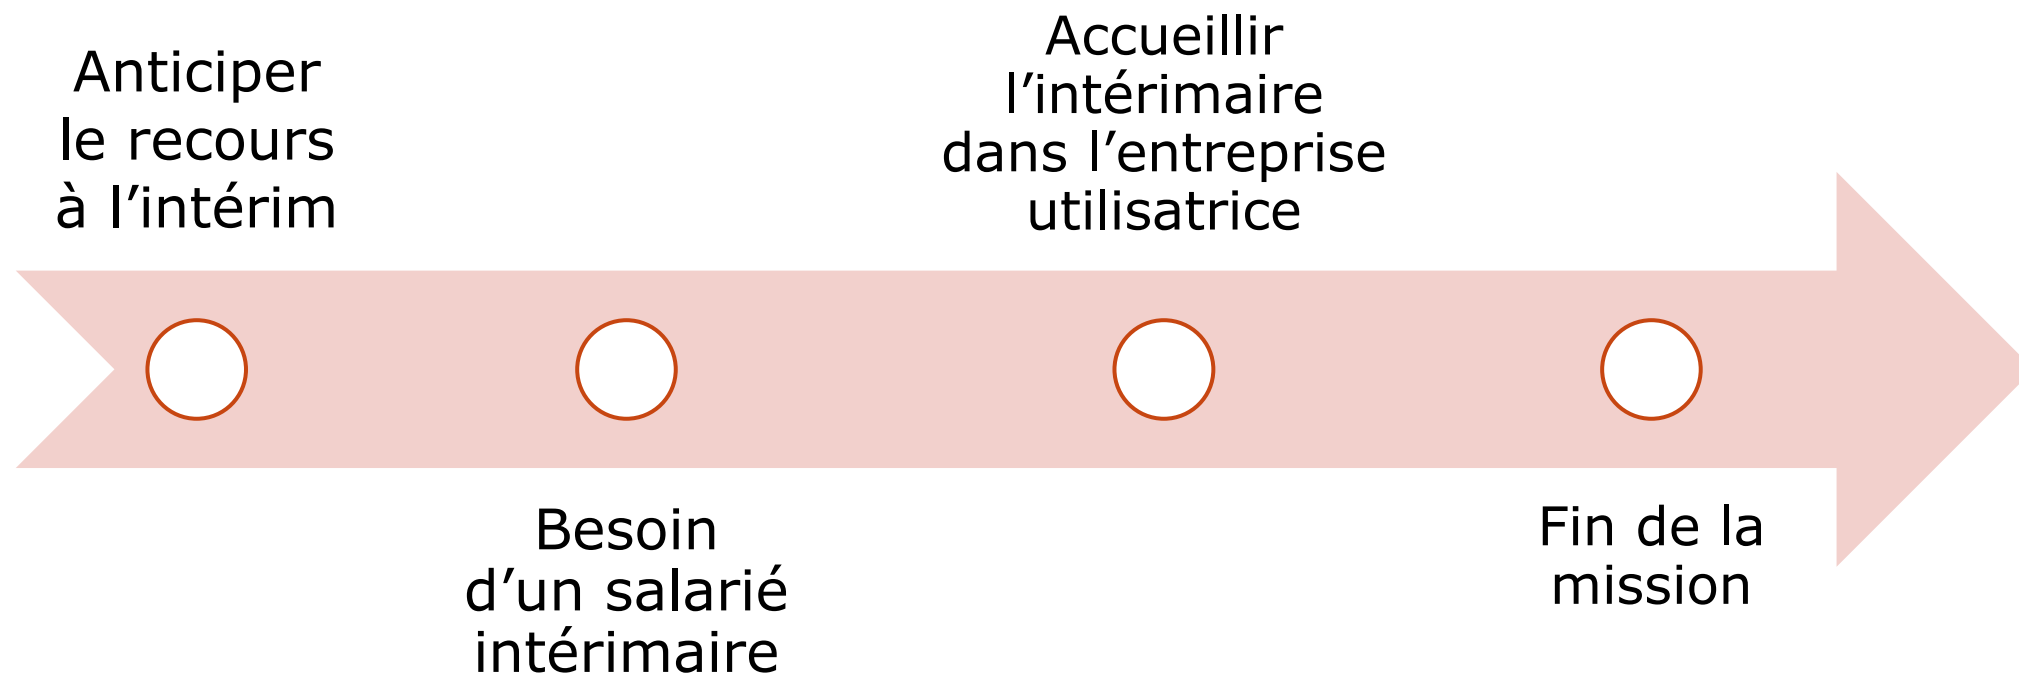 Anticiper
le recours
à l’intérim
Besoin
d’un salarié
intérimaire
Accueillir
l’intérimaire
dans l’entreprise
utilisatrice
Fin de la
mission